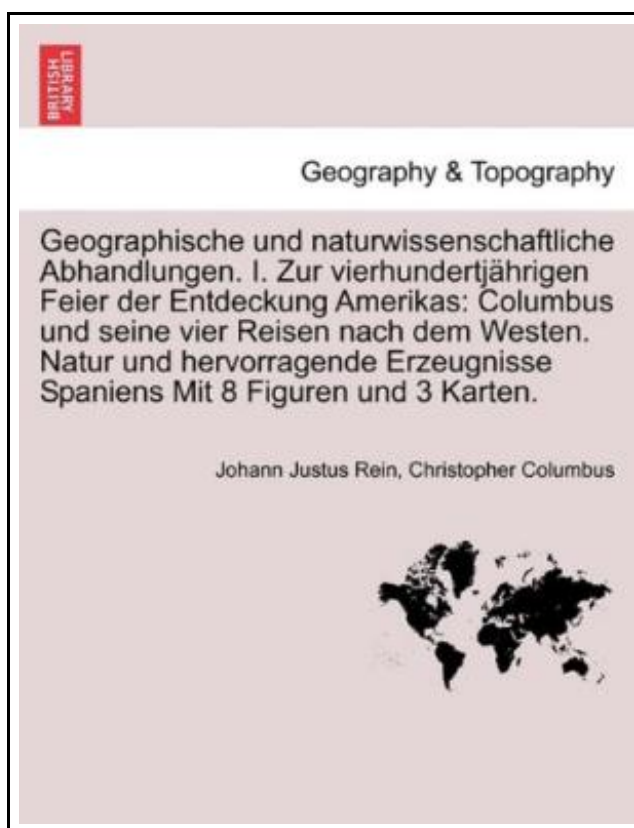 BRITISH
LIBRARY
Geography & Topography
Geographische und naturwissenschaftliche
Abhandlungen. I. Zur vierhundertjährigen
Feier der Entdeckung Amerikas: Columbus
und seine vier Reisen nach dem Westen.
Natur und hervorragende Erzeugnisse
Spaniens Mit 8 Figuren und 3 Karten.
Johann Justus Rein, Christopher Columbus